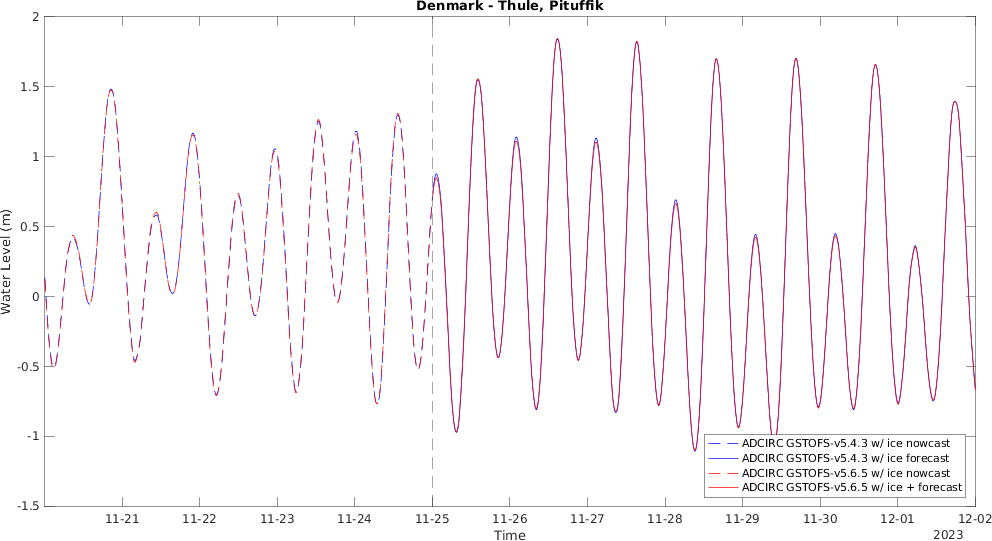 Denmark - Thule, Pituffik
2
1.5
1
0.5
0
-0.5
-1
-1.5
Water Level (m)
ADCIRC GSTOFS-v5.4.3 w/ ice nowcast
ADCIRC GSTOFS-v5.4.3 w/ ice forecast
ADCIRC GSTOFS-v5.6.5 w/ ice nowcast
ADCIRC GSTOFS-v5.6.5 w/ ice + forecast
11-21 11-22 11-23 11-24 11-25 11-26 11-27 11-28 11-29 11-30 12-01 12-02
Time
2023